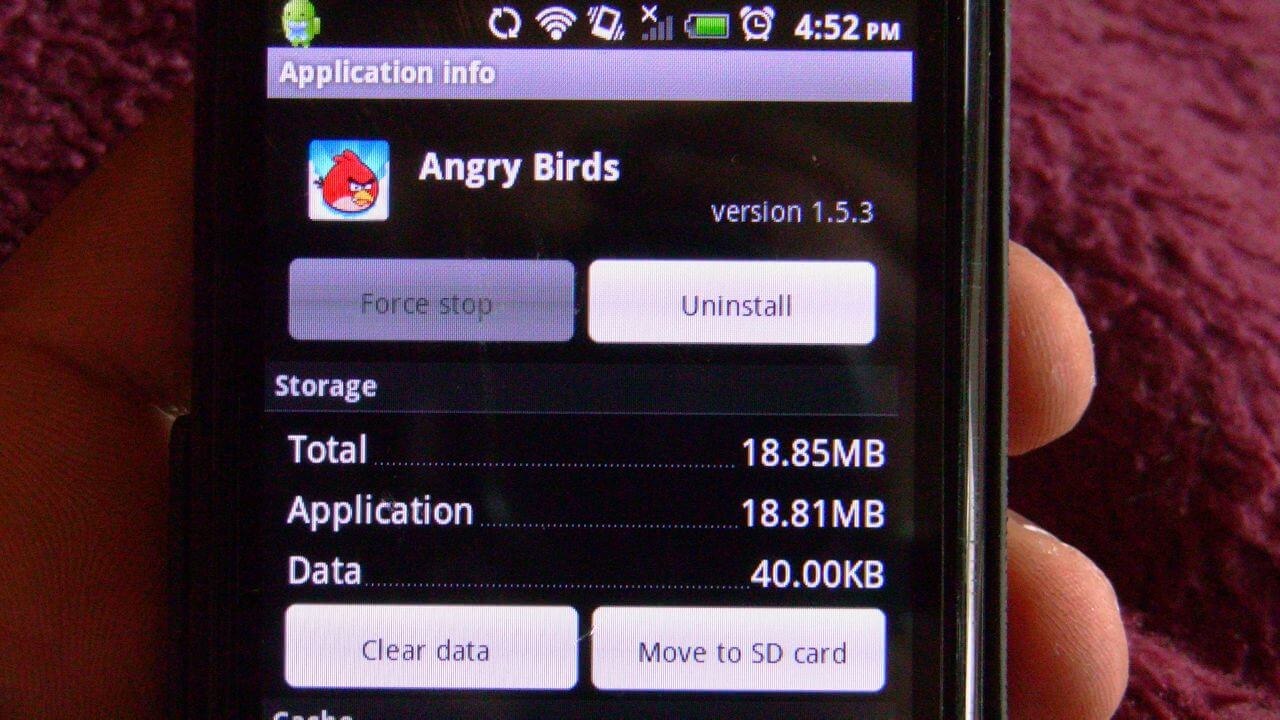 4:52 PM
Application info
Angry Birds
version 1.5.3
Force stop
Uninstall
Storage
Total 18.85MB
Application 18.81MB
Data 40.00KB
Clear data
Move to SD card
Cache